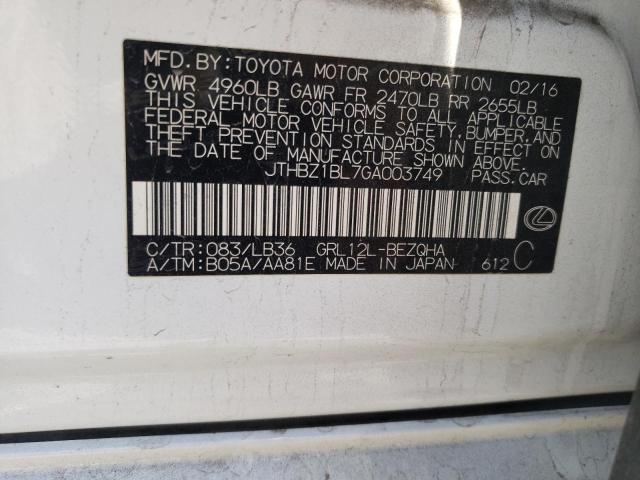 MFD. BY: TOYOTA MOTOR CORPORATION 02/16
GVWR 4960LB GAWR FR 2470LB RR 2655LB
THIS VEHICLE CONFORMS TO ALL APPLICABLE
FEDERAL MOTOR VEHICLE SAFETY, BUMPER, AND
THEFT PREVENTION STANDARDS IN EFFECT ON
THE DATE OF MANUFACTURE SHOWN ABOVE.
JTHBZ1BL7GA003749 PASS.CAR
C/TR: 083/LB36 GRL12L-BEZQHA
A/TM: B05A/AA81E MADE IN JAPAN 612 C